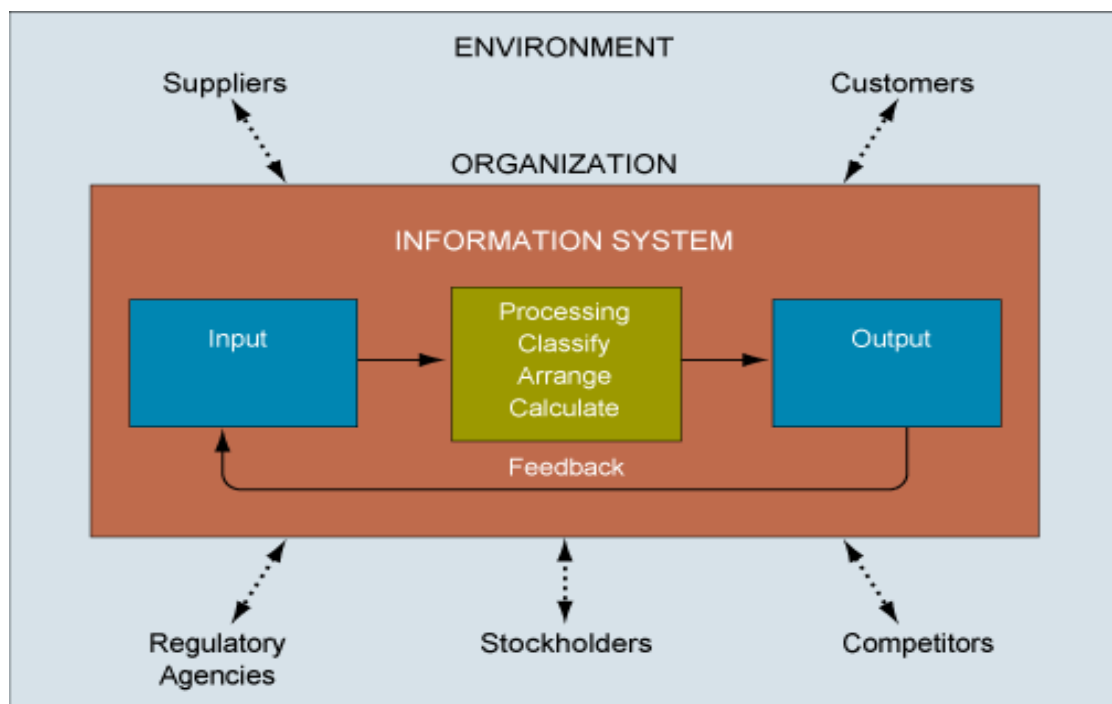 ENVIRONMENT
Suppliers
Customers
ORGANIZATION
INFORMATION SYSTEM
Input
Processing
Classify
Arrange
Calculate
Output
Feedback
Regulatory
Agencies
Stockholders
Competitors